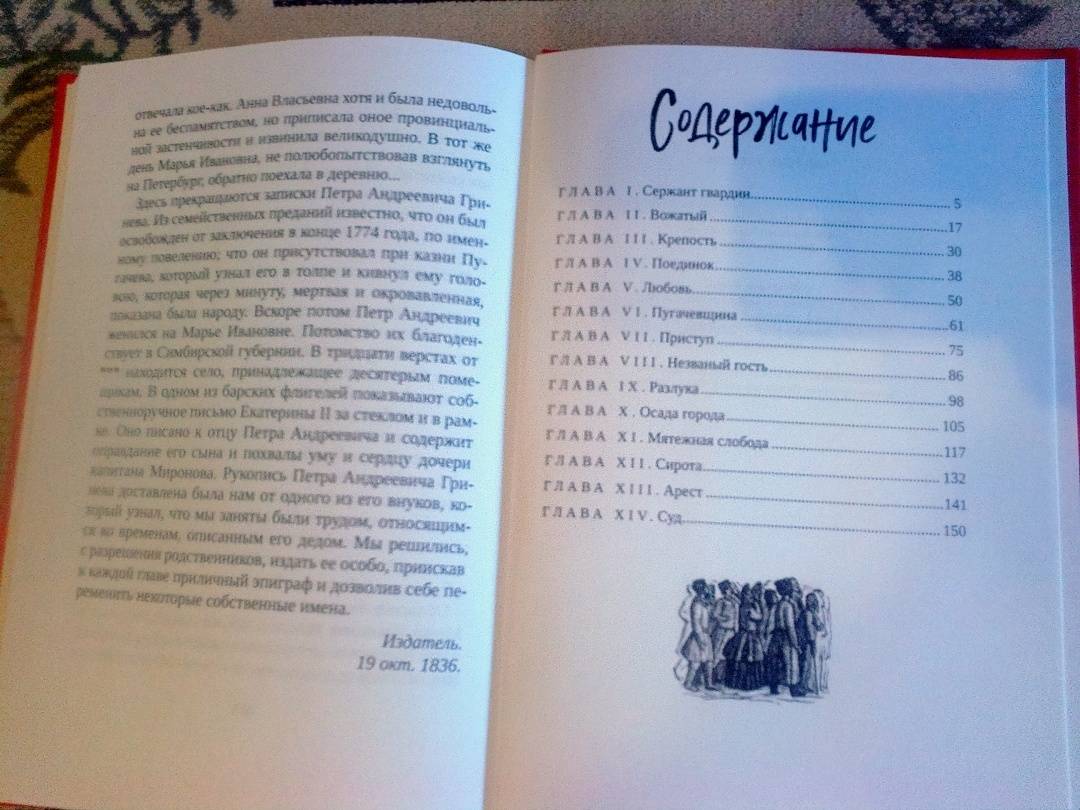 отвечала кое-как. Анна Власьевна хотя и была недоволь-
на ее беспамятством, но приписала оное провинциаль-
ной застенчивости и извинила великодушно. В тот же
день Марья Ивановна, не полюбопытствовав взглянуть
на Петербург, обратно поехала в деревню...
Здесь прекращаются записки Петра Андреевича Гри-
нева. Из семейственных преданий известно, что он был
освобожден от заключения в конце 1774 года, по имен-
ному повелению; что он присутствовал при казни Пу-
гачева, который узнал его в толпе и кивнул ему голо-
вою, которая через минуту, мертвая и окровавленная,
показана была народу. Вскоре потом Петр Андреевич
женился на Марье Ивановне. Потомство их благоден-
ствует в Симбирской губернии. В тридцати верстах от
*** находится село, принадлежащее десятерым поме-
щикам. В одном из барских флигелей показывают соб-
ственноручное письмо Екатерины II за стеклом и в рам-
ке. Оно писано к отцу Петра Андреевича и содержит
оправдание его сына и похвалы уму и сердцу дочери
капитана Миронова. Рукопись Петра Андреевича Гри-
нева доставлена была нам от одного из его внуков, ко-
торый узнал, что мы заняты были трудом, относящим-
ся ко временам, описанным его дедом. Мы решились,
с разрешения родственников, издать ее особо, приискав
к каждой главе приличный эпиграф и дозволив себе пе-
ременить некоторые собственные имена.
Издатель.
19 окт. 1836.
Содержание
ГЛАВА I. Сержант гвардии 5
ГЛАВА II. Вожатый 17
ГЛАВА III. Крепость 30
ГЛАВА IV. Поединок 38
ГЛАВА V. Любовь 50
ГЛАВА VI. Пугачевщина 61
ГЛАВА VII. Приступ 75
ГЛАВА VIII. Незваный гость 86
ГЛАВА IX. Разлука 98
ГЛАВА X. Осада города 105
ГЛАВА XI. Мятежная слобода 117
ГЛАВА XII. Сирота 132
ГЛАВА XIII. Арест 141
ГЛАВА XIV. Суд 150